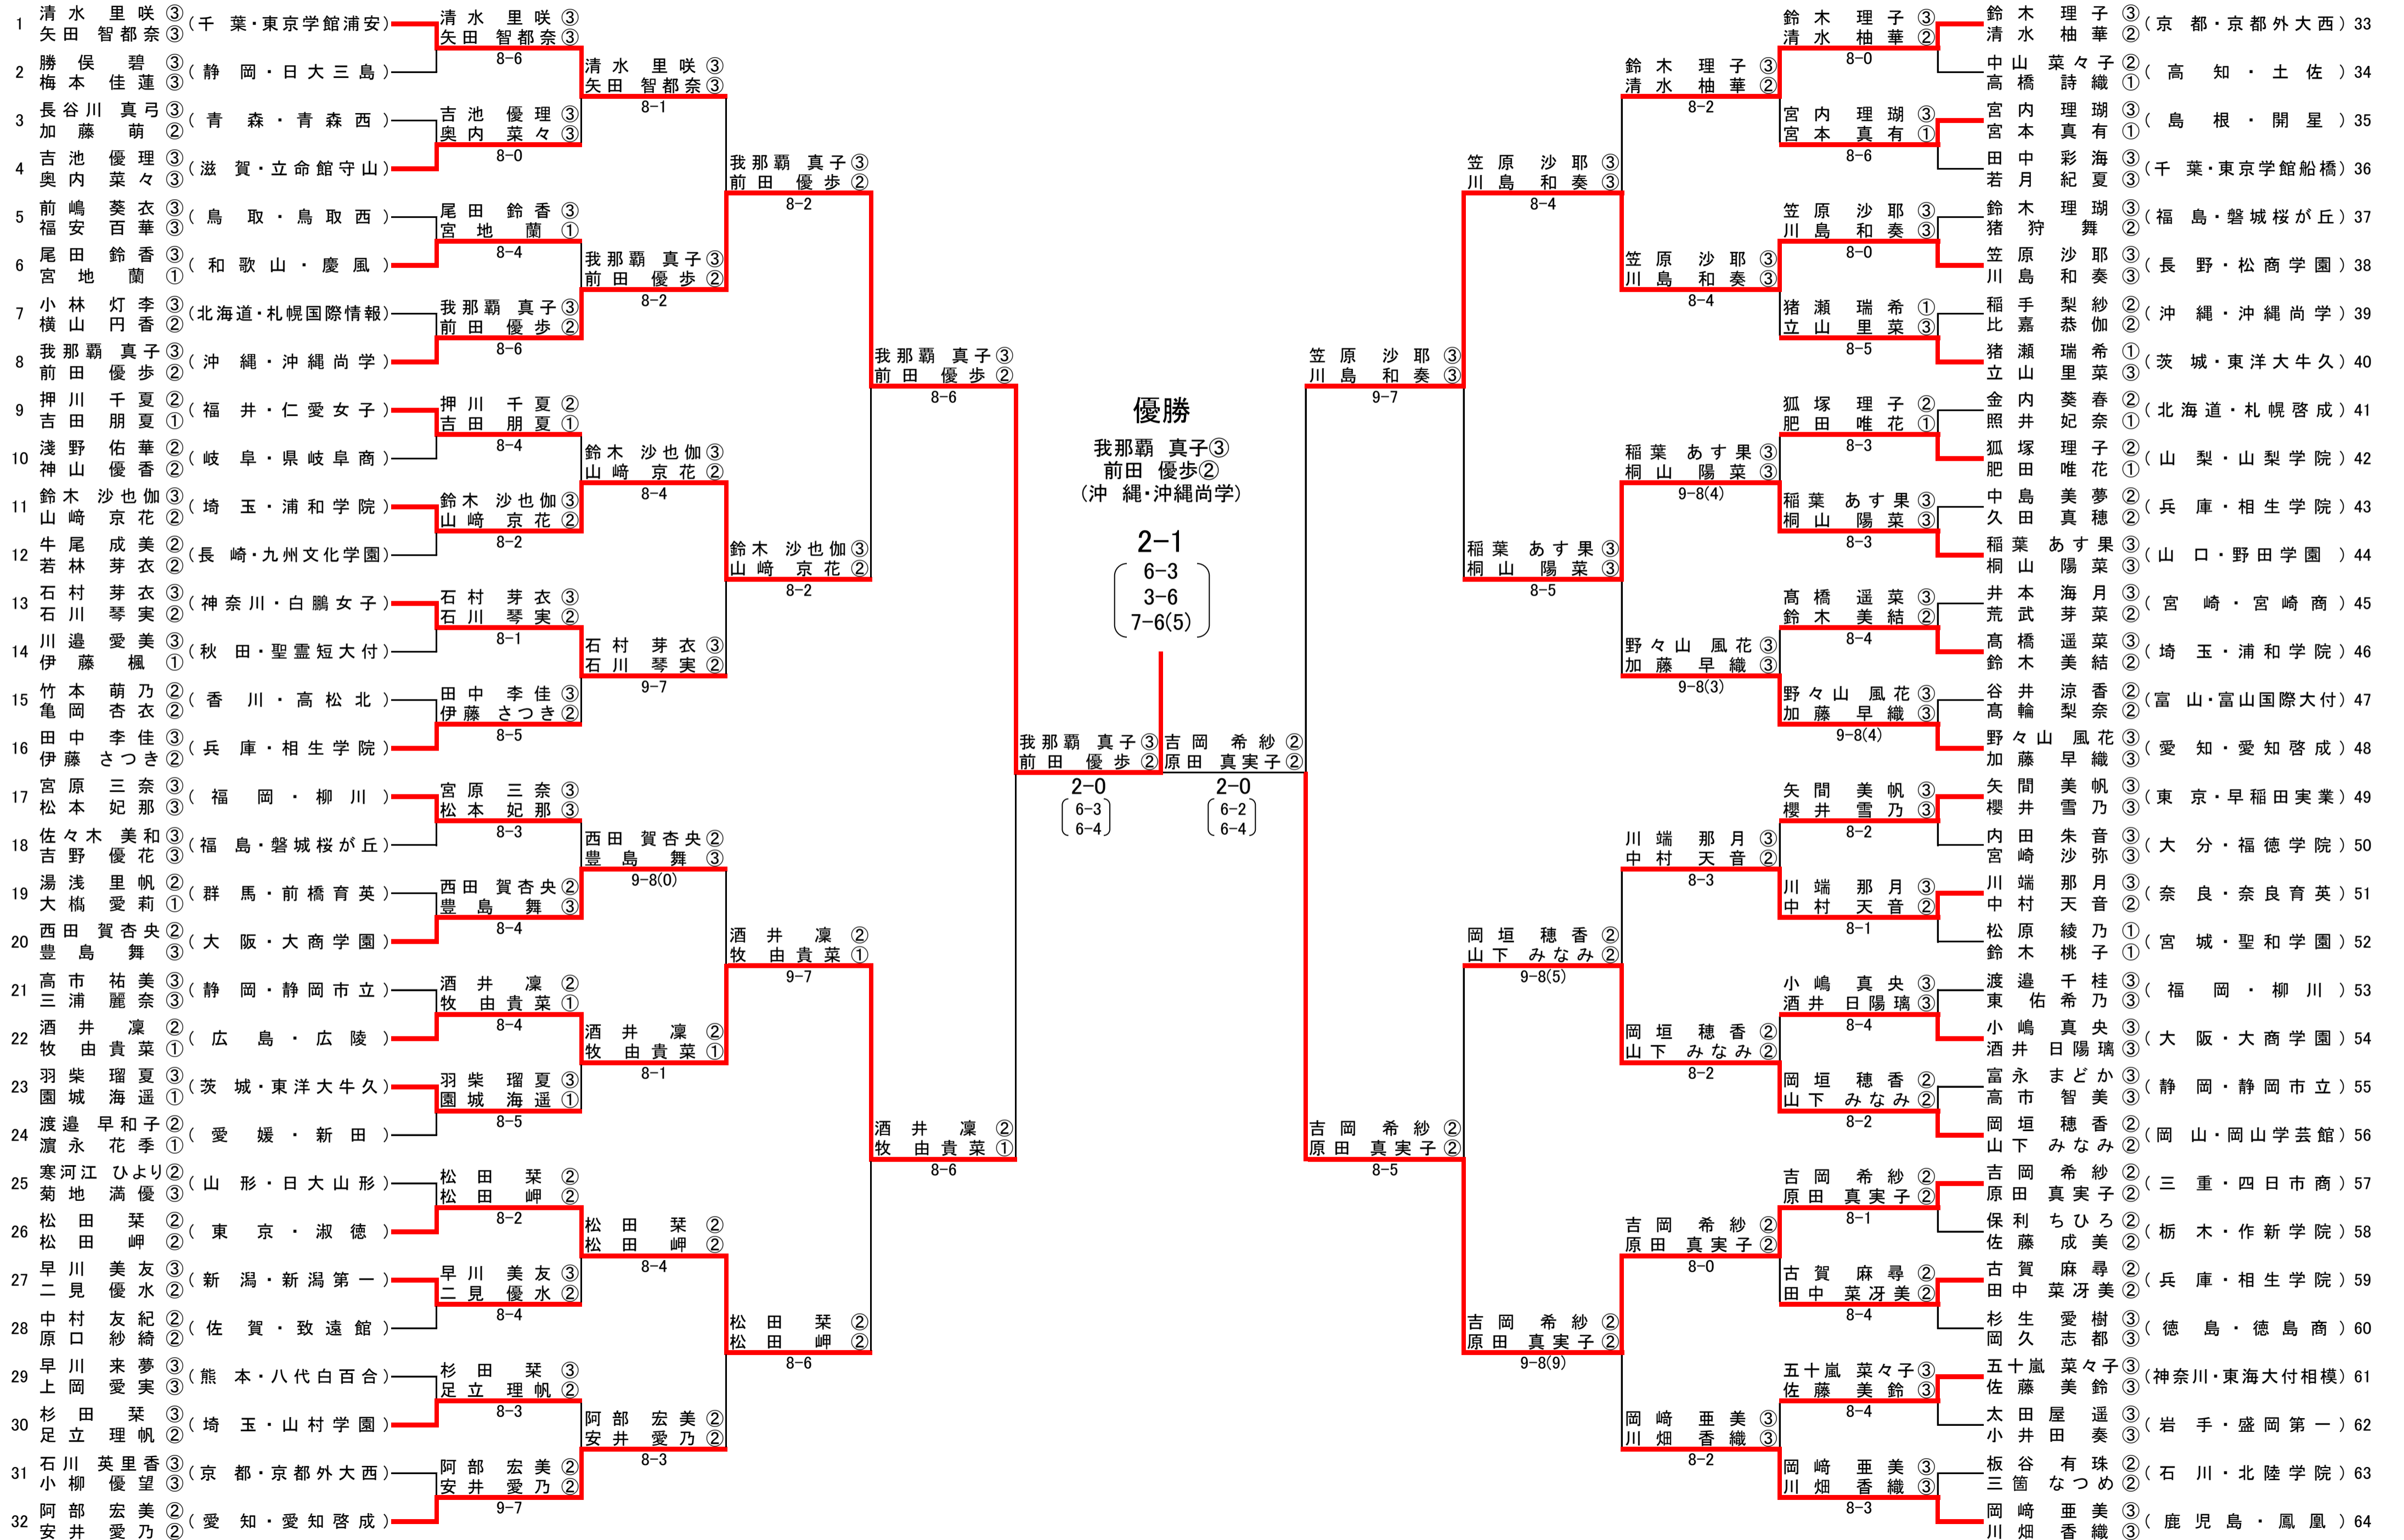 1 清水 里咲③ (千葉・東京学館浦安)
矢田 智都奈③
2 勝俣 碧③ (静岡・日大三島)
梅本 佳蓮③
3 長谷川 真弓③ (青森・青森西)
加藤 萌②
4 吉池 優理③ (滋賀・立命館守山)
奥内 菜々③
5 前嶋 葵衣③ (鳥取・鳥取西)
福安 百華③
6 尾田 鈴香③ (和歌山・慶風)
宮地 蘭①
7 小林 灯李③ (北海道・札幌国際情報)
横山 円香②
8 我那覇 真子③ (沖縄・沖縄尚学)
前田 優歩②
9 押川 千夏② (福井・仁愛女子)
吉田 朋夏①
10 淺野 佑華② (岐阜・県岐阜商)
神山 優香②
11 鈴木 沙也伽③ (埼玉・浦和学院)
山﨑 京花②
12 牛尾 成美② (長崎・九州文化学園)
若林 芽衣②
13 石村 芽衣③ (神奈川・白鵬女子)
石川 琴実②
14 川邉 愛美③ (秋田・聖霊短大付)
伊藤 楓①
15 竹本 萌乃② (香川・高松北)
亀岡 杏衣②
16 田中 李佳③ (兵庫・相生学院)
伊藤 さつき②
17 宮原 三奈③ (福岡・柳川)
松本 妃那③
18 佐々木 美和③ (福島・磐城桜が丘)
吉野 優花③
19 湯浅 里帆② (群馬・前橋育英)
大槗 愛莉①
20 西田 賀杏央② (大阪・大商学園)
豊島 舞③
21 高市 祐美③ (静岡・静岡市立)
三浦 麗奈③
22 酒井 凜② (広島・広陵)
牧 由貴菜①
23 羽柴 瑠夏③ (茨城・東洋大牛久)
園城 海遥①
24 渡邉 早和子② (愛媛・新田)
濵永 花季①
25 寒河江 ひより② (山形・日大山形)
菊地 満優③
26 松田 栞② (東京・淑徳)
松田 岬②
27 早川 美友③ (新潟・新潟第一)
二見 優水②
28 中村 友紀② (佐賀・致遠館)
原口 紗綺②
29 早川 来夢③ (熊本・八代白百合)
上岡 愛実③
30 杉田 栞③ (埼玉・山村学園)
足立 理帆②
31 石川 英里香③ (京都・京都外大西)
小柳 優望③
32 阿部 宏美② (愛知・愛知啓成)
安井 愛乃②
清水 里咲③
矢田 智都奈③
8-6
吉池 優理③
奥内 菜々③
8-0
尾田 鈴香③
宮地 蘭①
8-4
我那覇 真子③
前田 優歩②
8-6
押川 千夏②
吉田 朋夏①
8-4
鈴木 沙也伽③
山﨑 京花②
8-2
石村 芽衣③
石川 琴実②
8-1
田中 李佳③
伊藤 さつき②
8-5
宮原 三奈③
松本 妃那③
8-3
西田 賀杏央②
豊島 舞③
8-4
酒井 凜②
牧 由貴菜①
8-4
羽柴 瑠夏③
園城 海遥①
8-5
松田 栞②
松田 岬②
8-2
早川 美友③
二見 優水②
8-4
杉田 栞③
足立 理帆②
8-3
阿部 宏美②
安井 愛乃②
9-7
清水 里咲③
矢田 智都奈③
8-1
我那覇 真子③
前田 優歩②
8-2
鈴木 沙也伽③
山﨑 京花②
8-4
石村 芽衣③
石川 琴実②
9-7
西田 賀杏央②
豊島 舞③
9-8(0)
酒井 凜②
牧 由貴菜①
8-1
松田 栞②
松田 岬②
8-4
阿部 宏美②
安井 愛乃②
8-3
我那覇 真子③
前田 優歩②
8-2
鈴木 沙也伽③
山﨑 京花②
8-2
酒井 凜②
牧 由貴菜①
9-7
松田 栞②
松田 岬②
8-6
我那覇 真子③
前田 優歩②
8-6
酒井 凜②
牧 由貴菜①
8-6
我那覇 真子③
前田 優歩②
2-0
6-3
6-4
優勝
我那覇 真子③
前田 優歩②
(沖縄・沖縄尚学)
2-1
6-3
3-6
7-6(5)
吉岡 希紗②
原田 真実子②
2-0
6-2
6-4
笠原 沙耶③
川島 和奏③
9-7
吉岡 希紗②
原田 真実子②
8-5
笠原 沙耶③
川島 和奏③
8-4
稲葉 あす果③
桐山 陽菜③
8-5
岡垣 穂香②
山下 みなみ②
9-8(5)
吉岡 希紗②
原田 真実子②
9-8(9)
鈴木 理子③
清水 柚華②
8-2
笠原 沙耶③
川島 和奏③
8-4
稲葉 あす果③
桐山 陽菜③
9-8(4)
野々山 風花③
加藤 早織③
9-8(3)
川端 那月③
中村 天音②
8-3
岡垣 穂香②
山下 みなみ②
8-2
吉岡 希紗②
原田 真実子②
8-0
岡﨑 亜美③
川畑 香織③
8-2
鈴木 理子③
清水 柚華②
8-0
宮内 理瑚③
宮本 真有①
8-6
笠原 沙耶③
川島 和奏③
8-0
猪瀬 瑞希①
立山 里菜③
8-5
狐塚 理子②
肥田 唯花①
8-3
稲葉 あす果③
桐山 陽菜③
8-3
髙橋 遥菜③
鈴木 美結②
8-4
野々山 風花③
加藤 早織③
9-8(4)
矢間 美帆③
櫻井 雪乃③
8-2
川端 那月③
中村 天音②
8-1
小嶋 真央③
酒井 日陽璃③
8-4
岡垣 穂香②
山下 みなみ②
8-2
吉岡 希紗②
原田 真実子②
8-1
古賀 麻尋②
田中 菜冴美②
8-4
五十嵐 菜々子③
佐藤 美鈴③
8-4
岡﨑 亜美③
川畑 香織③
8-3
鈴木 理子③ (京都・京都外大西) 33
清水 柚華②
中山 菜々子② (高知・土佐) 34
高橋 詩織①
宮内 理瑚③ (島根・開星) 35
宮本 真有①
田中 彩海③ (千葉・東京学館船橋) 36
若月 紀夏③
鈴木 理瑚③ (福島・磐城桜が丘) 37
猪狩 舞②
笠原 沙耶③ (長野・松商学園) 38
川島 和奏③
稲手 梨紗② (沖縄・沖縄尚学) 39
比嘉 恭伽②
猪瀬 瑞希① (茨城・東洋大牛久) 40
立山 里菜③
金内 葵春② (北海道・札幌啓成) 41
照井 妃奈①
狐塚 理子② (山梨・山梨学院) 42
肥田 唯花①
中島 美夢② (兵庫・相生学院) 43
久田 真穂②
稲葉 あす果③ (山口・野田学園) 44
桐山 陽菜③
井本 海月③ (宮崎・宮崎商) 45
荒武 芽菜②
髙橋 遥菜③ (埼玉・浦和学院) 46
鈴木 美結②
谷井 涼香② (富山・富山国際大付) 47
髙輪 梨奈②
野々山 風花③ (愛知・愛知啓成) 48
加藤 早織③
矢間 美帆③ (東京・早稲田実業) 49
櫻井 雪乃③
内田 朱音③ (大分・福徳学院) 50
宮崎 沙弥③
川端 那月③ (奈良・奈良育英) 51
中村 天音②
松原 綾乃① (宮城・聖和学園) 52
鈴木 桃子①
渡邉 千桂③ (福岡・柳川) 53
東 佑希乃③
小嶋 真央③ (大阪・大商学園) 54
酒井 日陽璃③
富永 まどか③ (静岡・静岡市立) 55
高市 智美③
岡垣 穂香② (岡山・岡山学芸館) 56
山下 みなみ②
吉岡 希紗② (三重・四日市商) 57
原田 真実子②
保利 ちひろ② (栃木・作新学院) 58
佐藤 成美②
古賀 麻尋② (兵庫・相生学院) 59
田中 菜冴美②
杉生 愛樹③ (徳島・徳島商) 60
岡久 志都③
五十嵐 菜々子③ (神奈川・東海大付相模) 61
佐藤 美鈴③
太田屋 遥③ (岩手・盛岡第一) 62
小井田 奏③
板谷 有珠② (石川・北陸学院) 63
三箇 なつめ②
岡﨑 亜美③ (鹿児島・鳳凰) 64
川畑 香織③